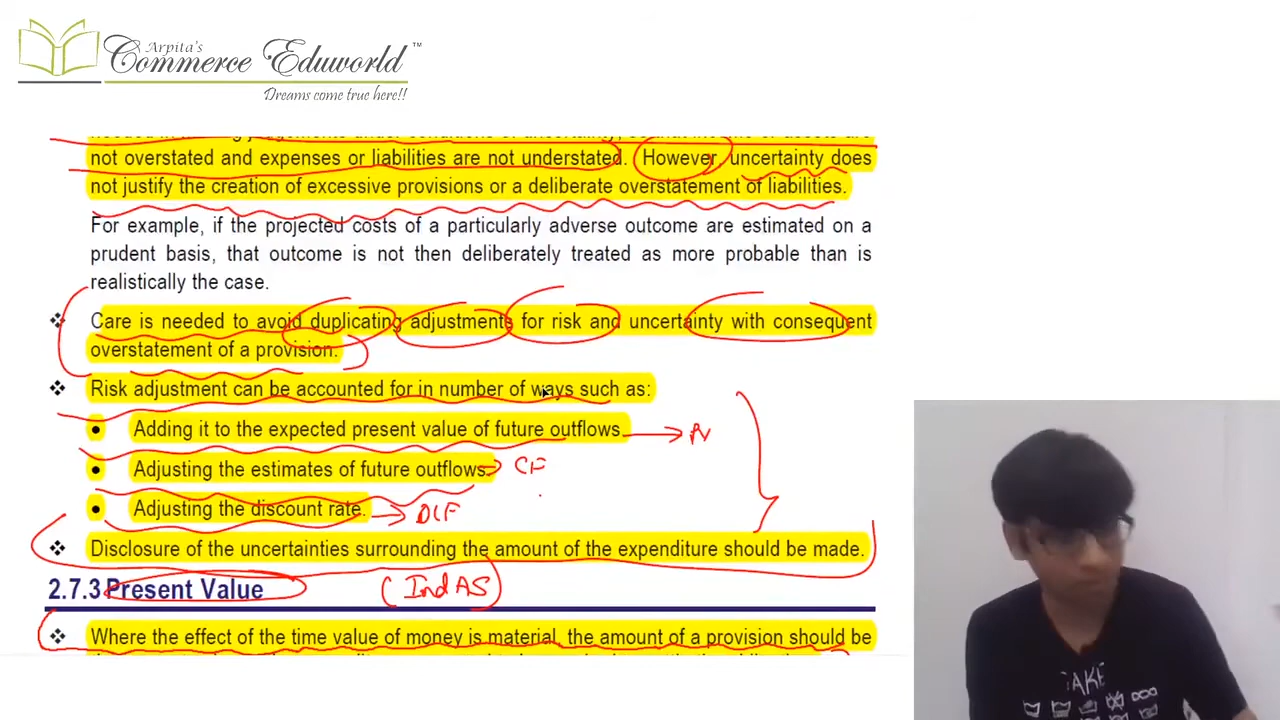 Arpita's
Commerce Eduworld™
Dreams come true here!!
not overstated and expenses or liabilities are not understated. However, uncertainty does
not justify the creation of excessive provisions or a deliberate overstatement of liabilities.
For example, if the projected costs of a particularly adverse outcome are estimated on a
prudent basis, that outcome is not then deliberately treated as more probable than is
realistically the case.
❖ Care is needed to avoid duplicating adjustments for risk and uncertainty with consequent
overstatement of a provision.
❖ Risk adjustment can be accounted for in number of ways such as:
• Adding it to the expected present value of future outflows. → PV
• Adjusting the estimates of future outflows. → CF
• Adjusting the discount rate. → DCF
❖ Disclosure of the uncertainties surrounding the amount of the expenditure should be made.
2.7.3 Present Value (Ind AS)
❖ Where the effect of the time value of money is material, the amount of a provision should be
TAKE